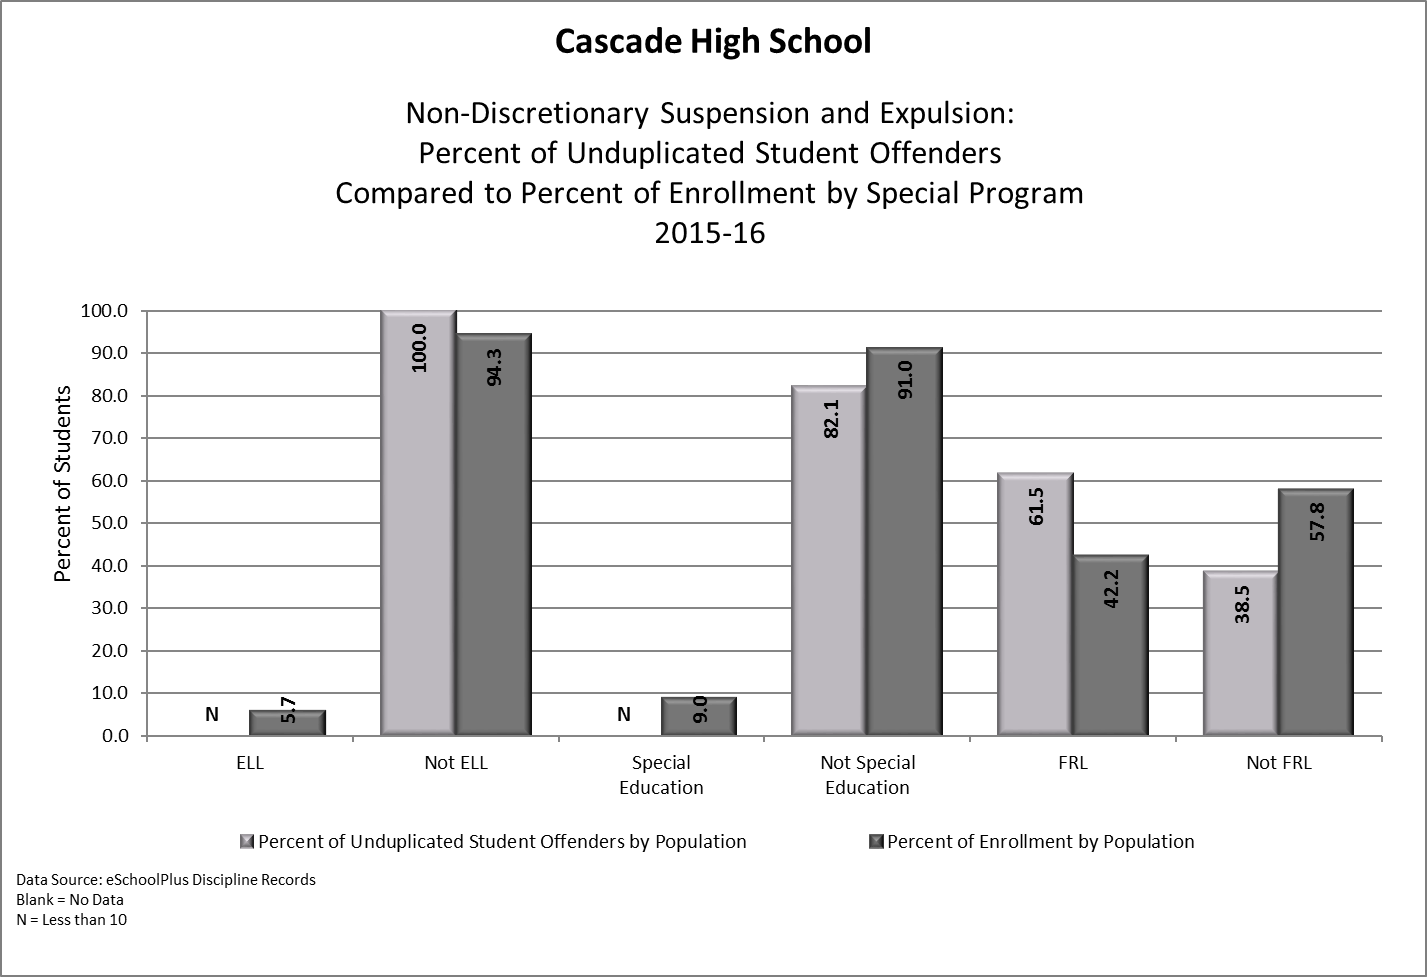 Cascade High School
Non-Discretionary Suspension and Expulsion:
Percent of Unduplicated Student Offenders
Compared to Percent of Enrollment by Special Program
2015-16
Percent of Students
100.0
90.0
80.0
70.0
60.0
50.0
40.0
30.0
20.0
10.0
0.0
N
5.7
100.0
94.3
N
9.0
82.1
91.0
61.5
42.2
38.5
57.8
ELL
Not ELL
Special
Education
Not Special
Education
FRL
Not FRL
Percent of Unduplicated Student Offenders by Population
Percent of Enrollment by Population
Data Source: eSchoolPlus Discipline Records
Blank = No Data
N = Less than 10